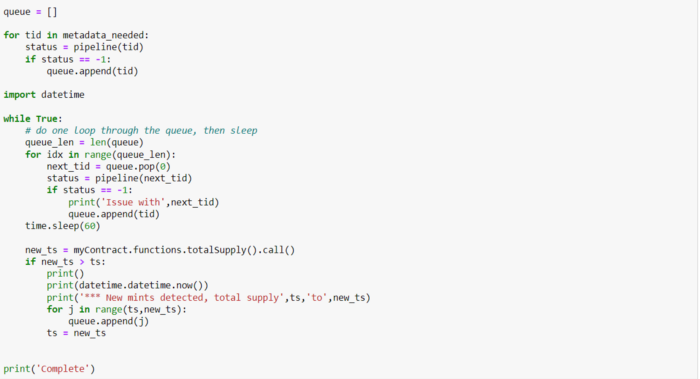 queue = []
for tid in metadata_needed:
    status = pipeline(tid)
    if status == -1:
        queue.append(tid)
import datetime
while True:
    # do one loop through the queue, then sleep
    queue_len = len(queue)
    for idx in range(queue_len):
        next_tid = queue.pop(0)
        status = pipeline(next_tid)
        if status == -1:
            print('Issue with',next_tid)
            queue.append(tid)
    time.sleep(60)
    new_ts = myContract.functions.totalSupply().call()
    if new_ts > ts:
        print()
        print(datetime.datetime.now())
        print('*** New mints detected, total supply',ts,'to',new_ts)
        for j in range(ts,new_ts):
            queue.append(j)
        ts = new_ts
print('Complete')